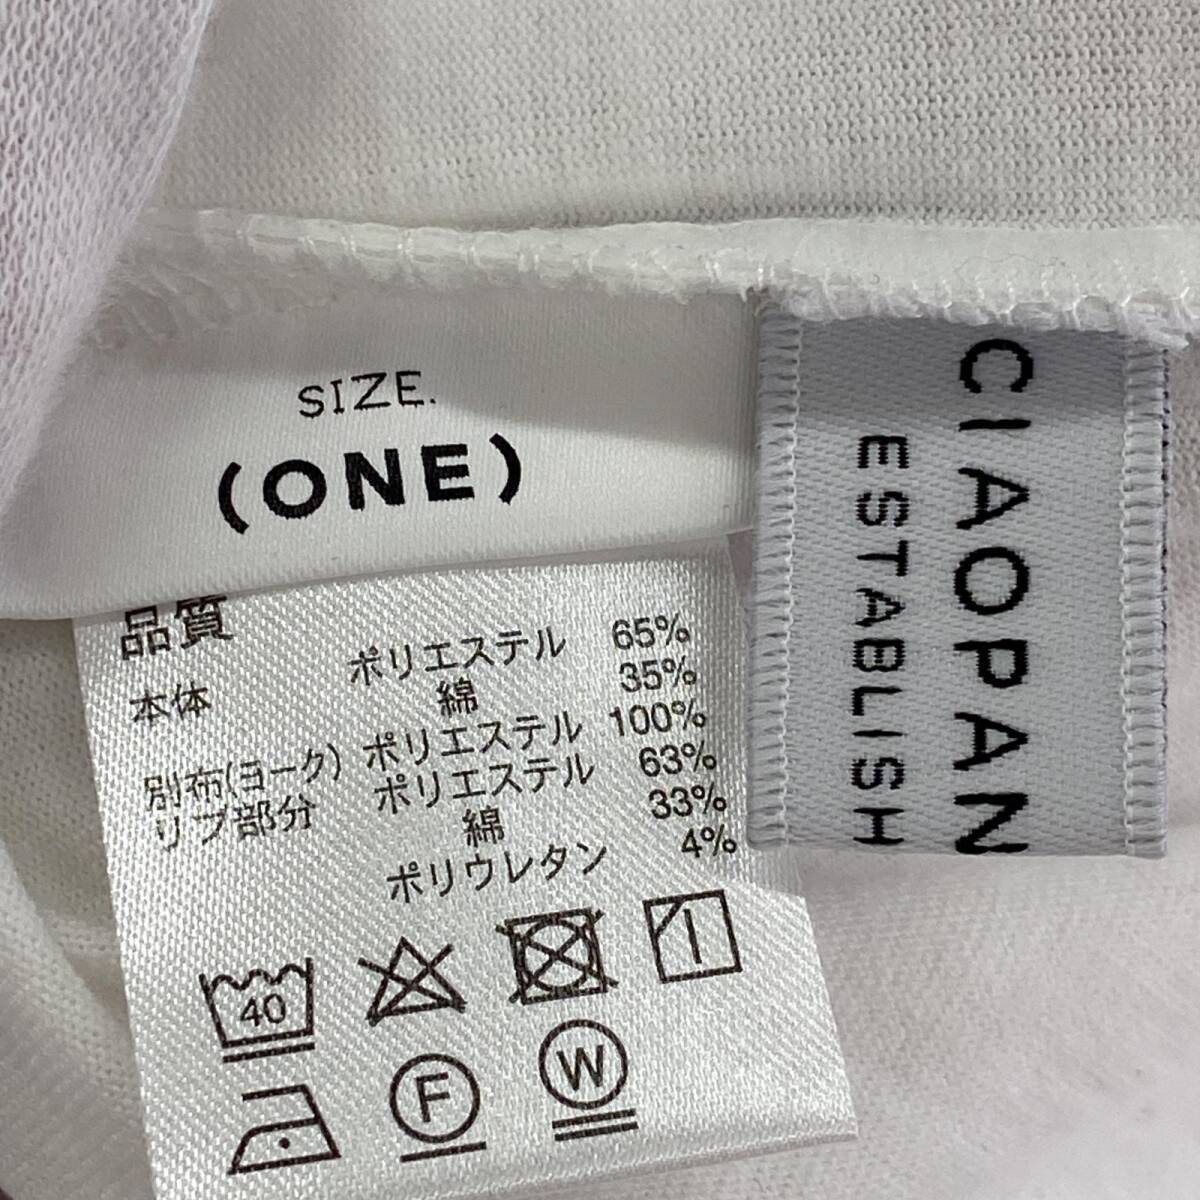 SIZE.
(ONE)
品質
本体 ポリエステル 65%
綿 35%
別布(ヨーク) ポリエステル 100%
リブ部分 ポリエステル 63%
綿 33%
ポリウレタン 4%
40
F
W
CIAOPAN
ESTABLISH